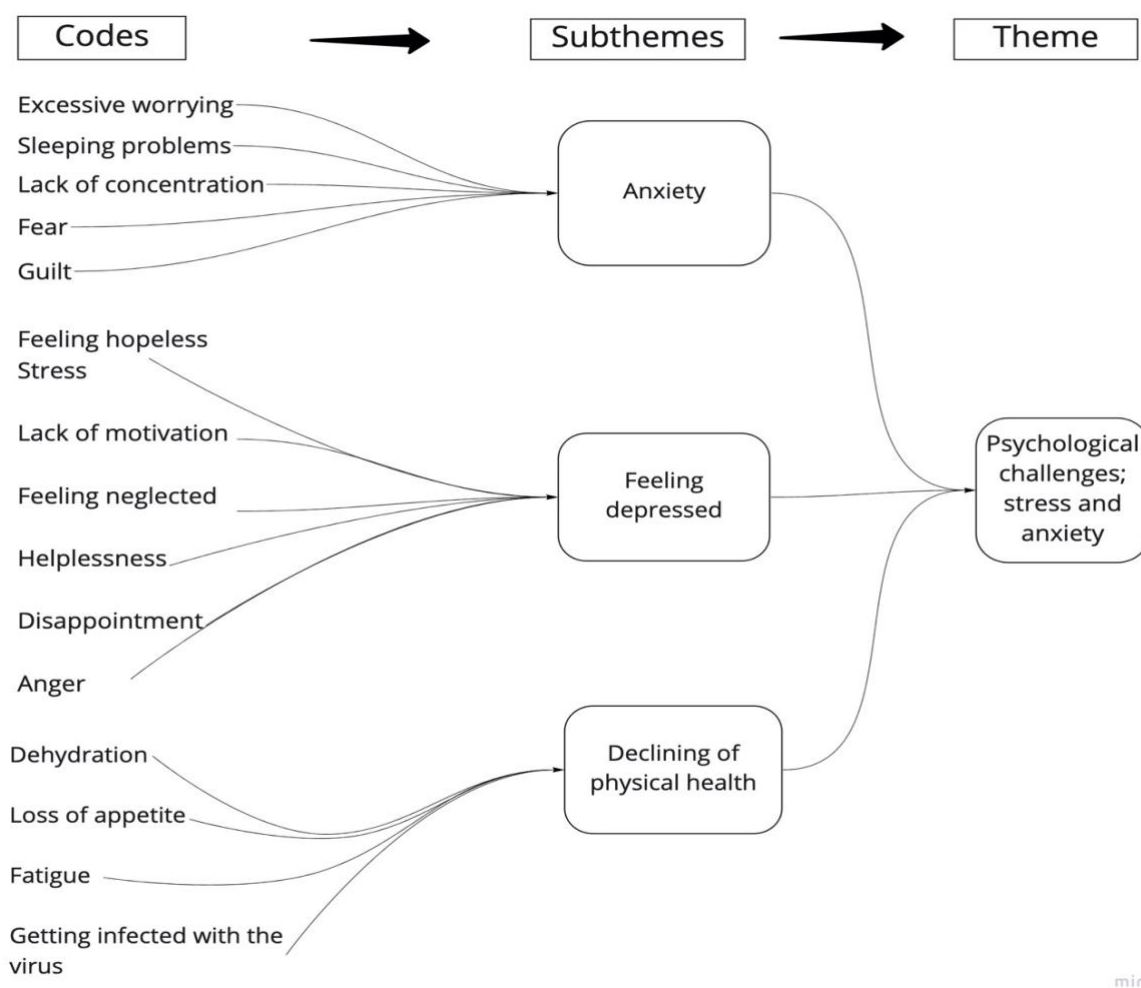 Codes
Subthemes
Theme
Excessive worrying
Sleeping problems
Lack of concentration
Fear
Guilt
Anxiety
Feeling hopeless
Stress
Lack of motivation
Feeling neglected
Helplessness
Disappointment
Anger
Feeling
depressed
Psychological
challenges;
stress and
anxiety
Dehydration
Loss of appetite
Fatigue
Getting infected with the
virus
Declining of
physical health